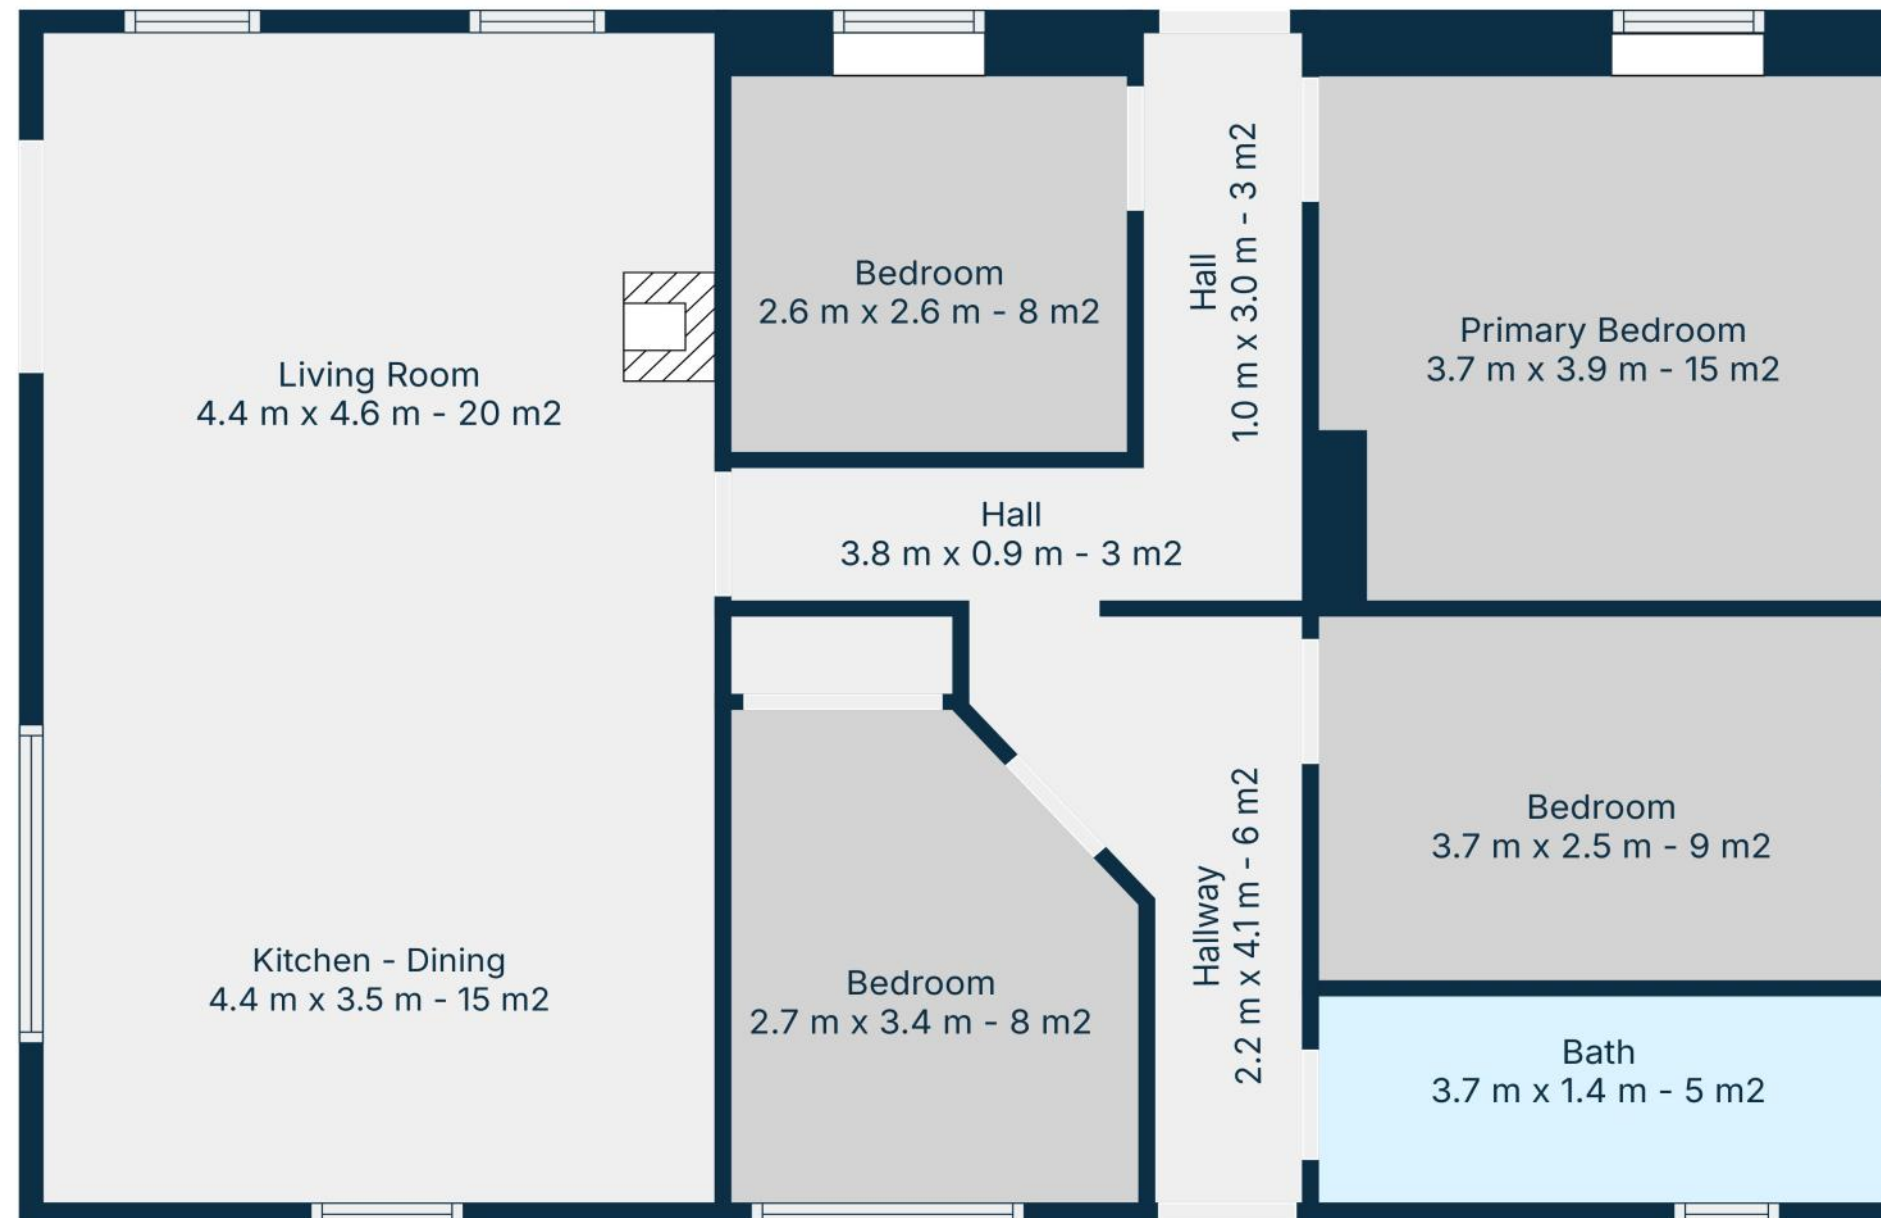 Bedroom
2.6 m x 2.6 m - 8 m2
Hall
1.0 m x 3.0 m - 3 m2
Primary Bedroom
3.7 m x 3.9 m - 15 m2
Living Room
4.4 m x 4.6 m - 20 m2
Hall
3.8 m x 0.9 m - 3 m2
Bedroom
3.7 m x 2.5 m - 9 m2
Hallway
2.2 m x 4.1 m - 6 m2
Kitchen - Dining
4.4 m x 3.5 m - 15 m2
Bedroom
2.7 m x 3.4 m - 8 m2
Bath
3.7 m x 1.4 m - 5 m2